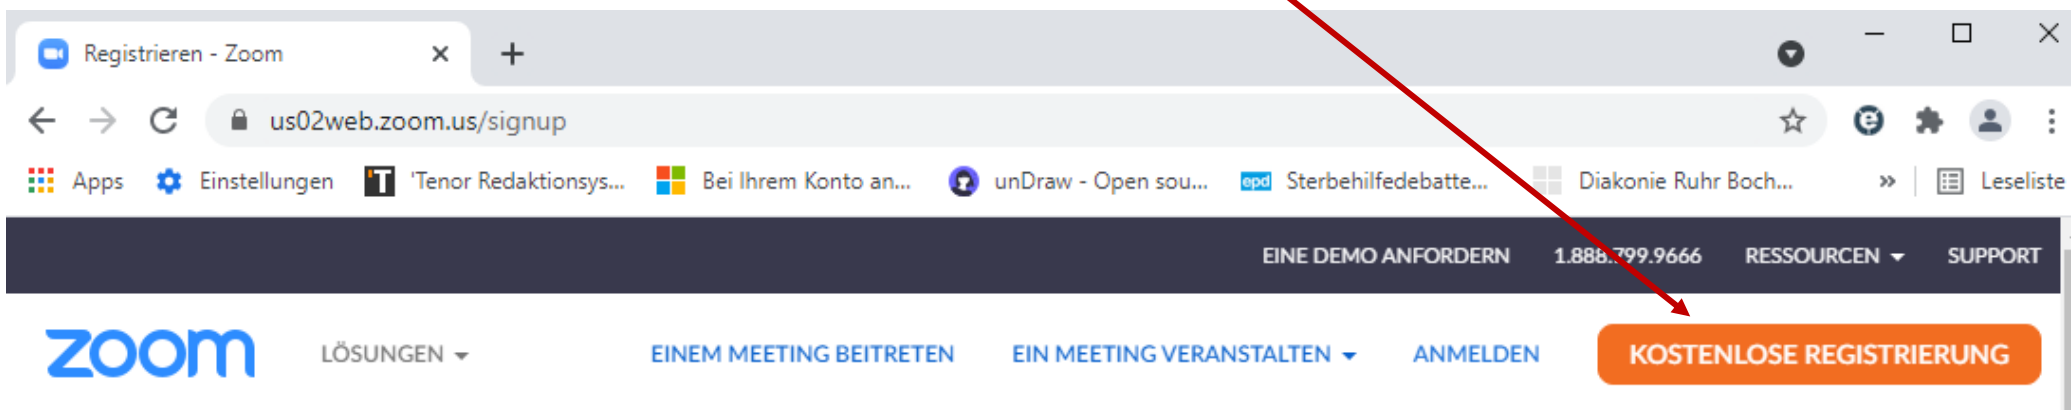 Registrieren - Zoom
us02web.zoom.us/signup
Apps Einstellungen T 'Tenor Redaktionsys... Bei Ihrem Konto an... unDraw - Open sou... epd Sterbehilfedebatte... Diakonie Ruhr Boch... » Leseliste
EINE DEMO ANFORDERN 1.888.799.9666 RESSOURCEN SUPPORT
zoom LÖSUNGEN EINEM MEETING BEITRETEN EIN MEETING VERANSTALTEN ANMELDEN KOSTENLOSE REGISTRIERUNG